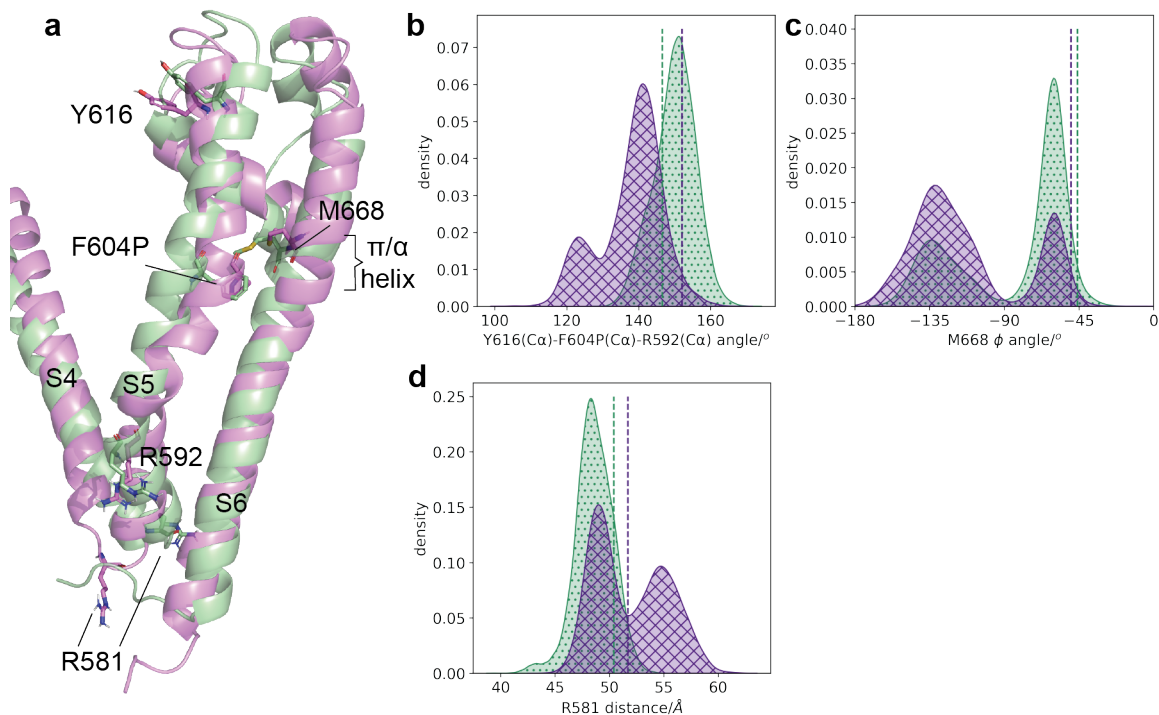 a
Y616
M668
F604P
π/α
helix
S4
S5
R592
S6
R581
b
density
0.07
0.06
0.05
0.04
0.03
0.02
0.01
0.00
100
120
140
160
Y616(Cα)-F604P(Cα)-R592(Cα) angle/°
c
density
0.040
0.035
0.030
0.025
0.020
0.015
0.010
0.005
0.000
−180
−135
−90
−45
0
M668 ϕ angle/°
d
density
0.25
0.20
0.15
0.10
0.05
0.00
40
45
50
55
60
R581 distance/Å